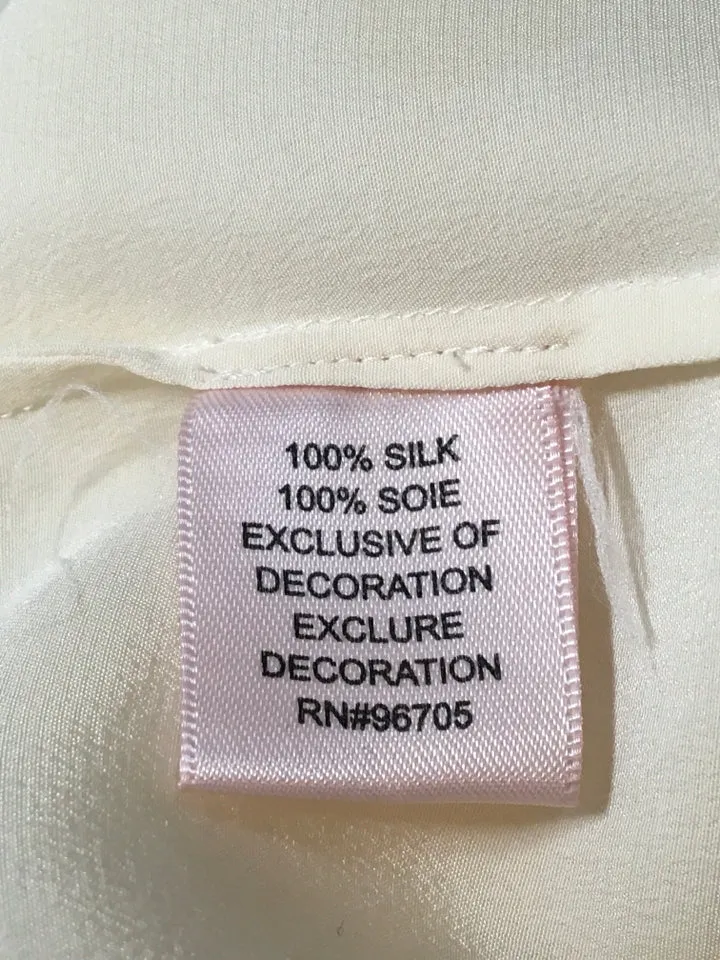 100% SILK
100% SOIE
EXCLUSIVE OF
DECORATION
EXCLURE
DECORATION
RN#96705